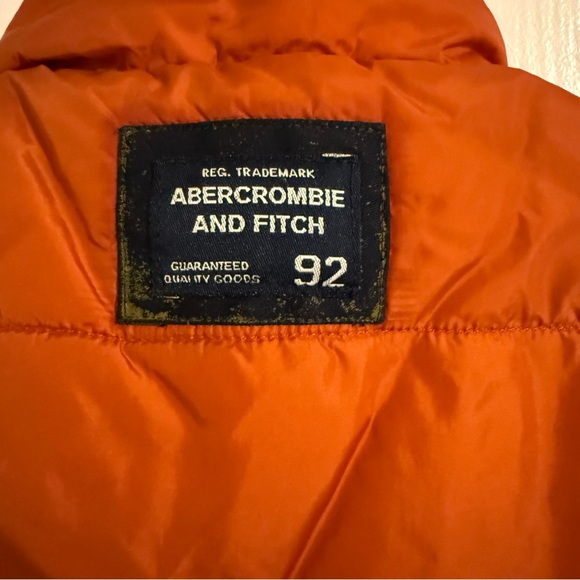 REG. TRADEMARK
ABERCROMBIE
AND FITCH
GUARANTEED
QUALITY GOODS
92